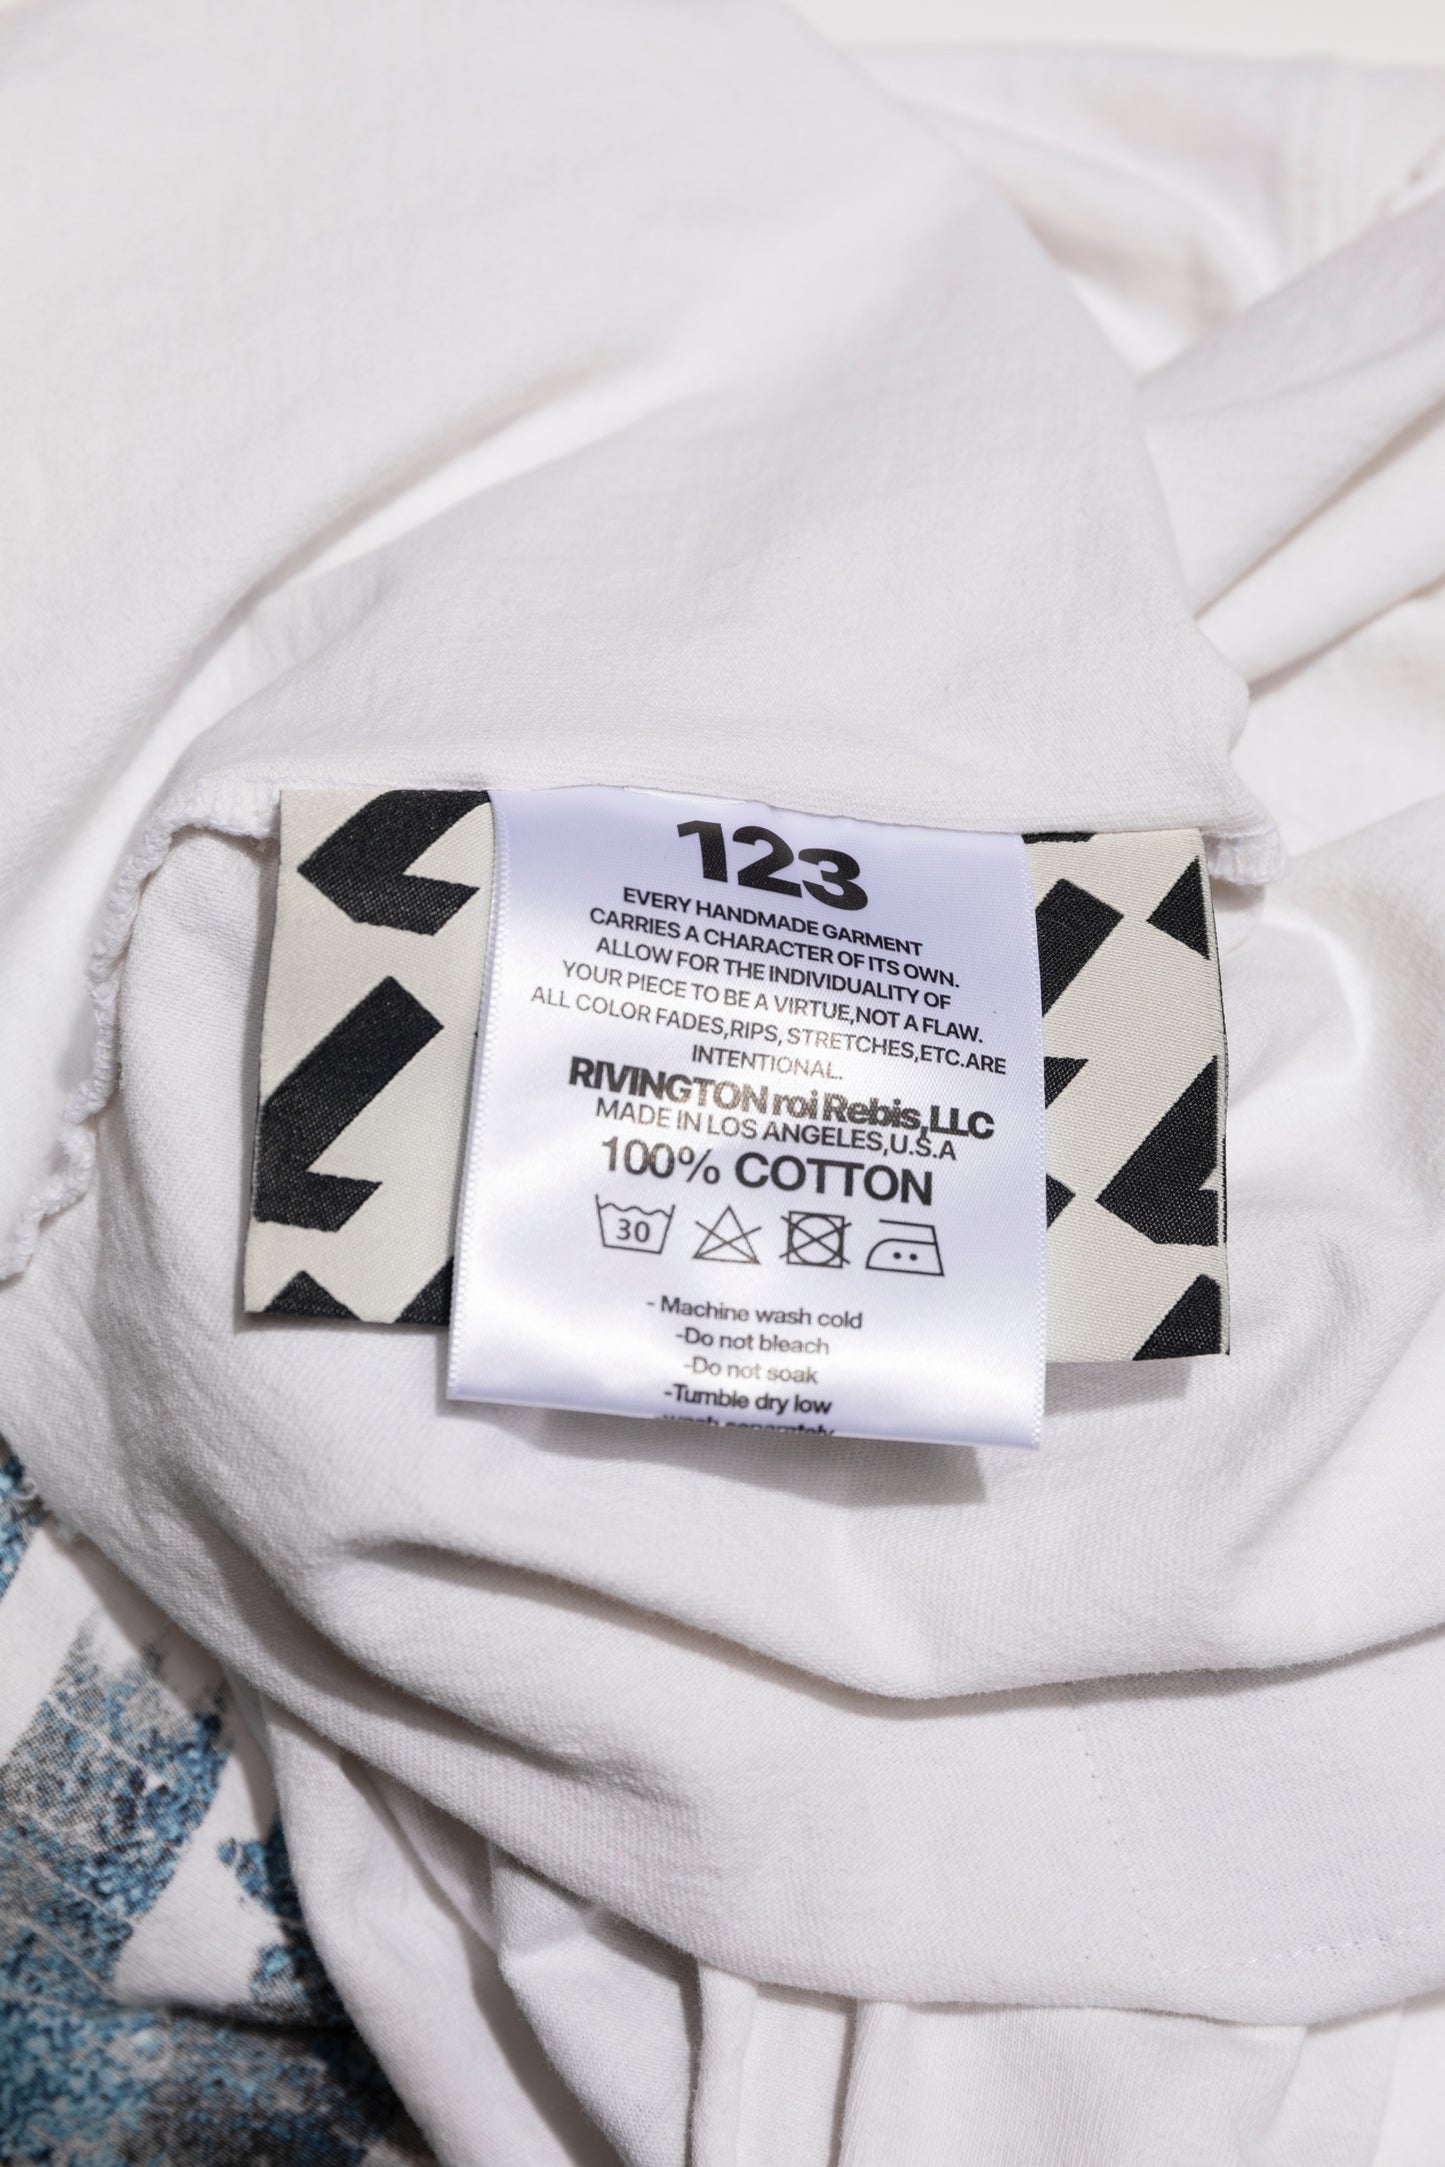 123
EVERY HANDMADE GARMENT
CARRIES A CHARACTER OF ITS OWN.
ALLOW FOR THE INDIVIDUALITY OF
YOUR PIECE TO BE A VIRTUE,NOT A FLAW.
ALL COLOR FADES,RIPS, STRETCHES,ETC.ARE
INTENTIONAL.
RIVINGTON roi Rebis,LLC
MADE IN LOS ANGELES,U.S.A
100% COTTON
30
- Machine wash cold
-Do not bleach
-Do not soak
-Tumble dry low
-wash separately